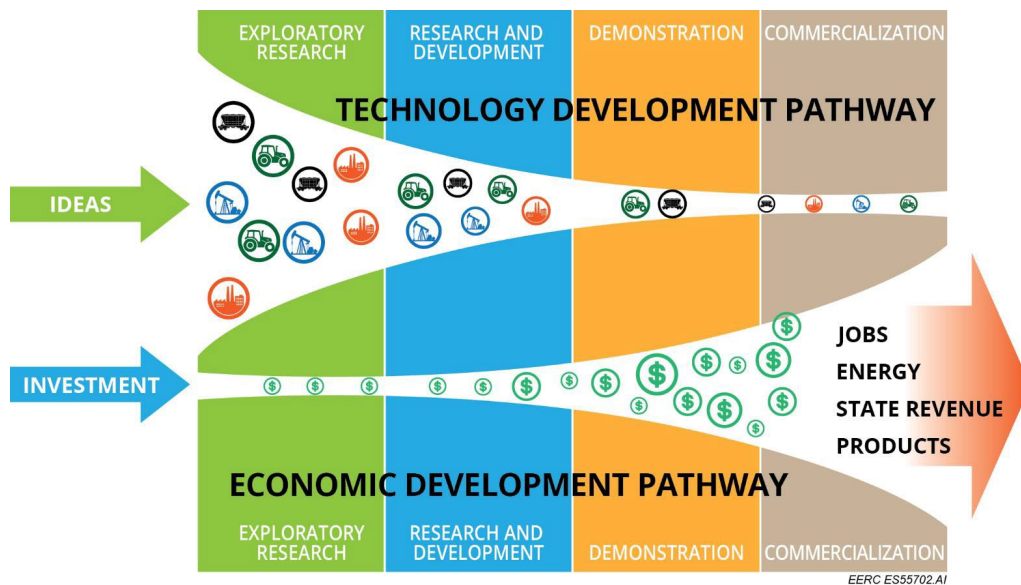 EXPLORATORY
RESEARCH
RESEARCH AND
DEVELOPMENT
DEMONSTRATION
COMMERCIALIZATION
TECHNOLOGY DEVELOPMENT PATHWAY
IDEAS
$ $ $ $ $ $ $ $ $ $ $ $ $ $ $ $ $ $
INVESTMENT
JOBS
ENERGY
STATE REVENUE
PRODUCTS
ECONOMIC DEVELOPMENT PATHWAY
EXPLORATORY
RESEARCH
RESEARCH AND
DEVELOPMENT
DEMONSTRATION
COMMERCIALIZATION
EERC ES55702.AI